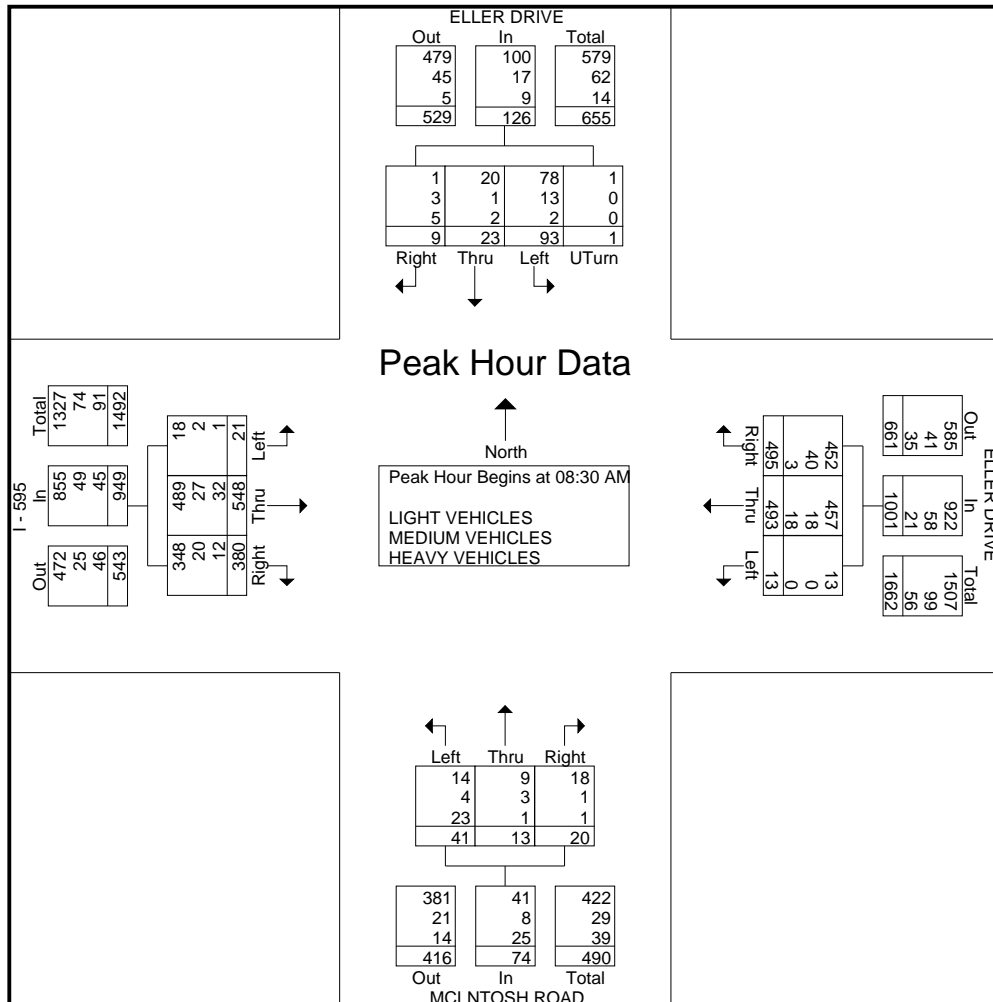 ELLER DRIVE
Out In Total
479 100 579
45 17 62
5 9 14
529 126 655
1 20 78 1
3 1 13 0
5 2 2 0
9 23 93 1
Right Thru Left UTurn
Peak Hour Data
North
Peak Hour Begins at 08:30 AM
LIGHT VEHICLES
MEDIUM VEHICLES
HEAVY VEHICLES
I - 595
Out In Total
472 855 1327
25 49 74
46 45 91
543 949 1492
348 489 18
20 27 2
12 32 1
380 548 21
Right Thru Left
ELLER DRIVE
Out In Total
585 922 1507
41 58 99
35 21 56
661 1001 1662
452 457 13
40 18 0
3 18 0
495 493 13
Right Thru Left
Left Thru Right
14 9 18
4 3 1
23 1 1
41 13 20
381 41 422
21 8 29
14 25 39
416 74 490
Out In Total
MCLNTOSH ROAD